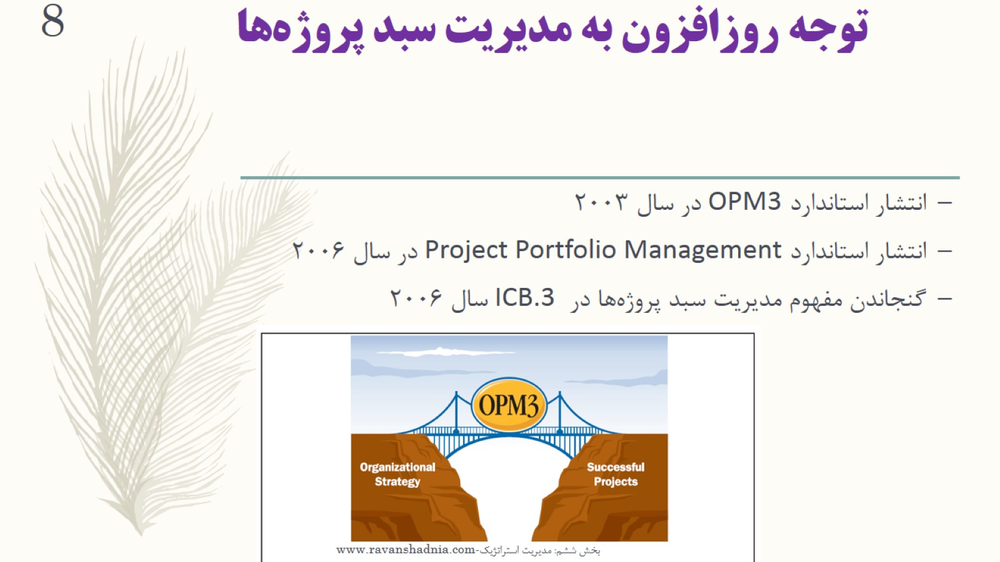 8
توجه روزافزون به مدیریت سبد پروژه‌ها
– انتشار استاندارد OPM3 در سال ۲۰۰۳
– انتشار استاندارد Project Portfolio Management در سال ۲۰۰۶
– گنجاندن مفهوم مدیریت سبد پروژه‌ها در ICB.3 سال ۲۰۰۶
OPM3
Organizational
Strategy
Successful
Projects
بخش ششم: مدیریت استراتژیک-www.ravanshadnia.com